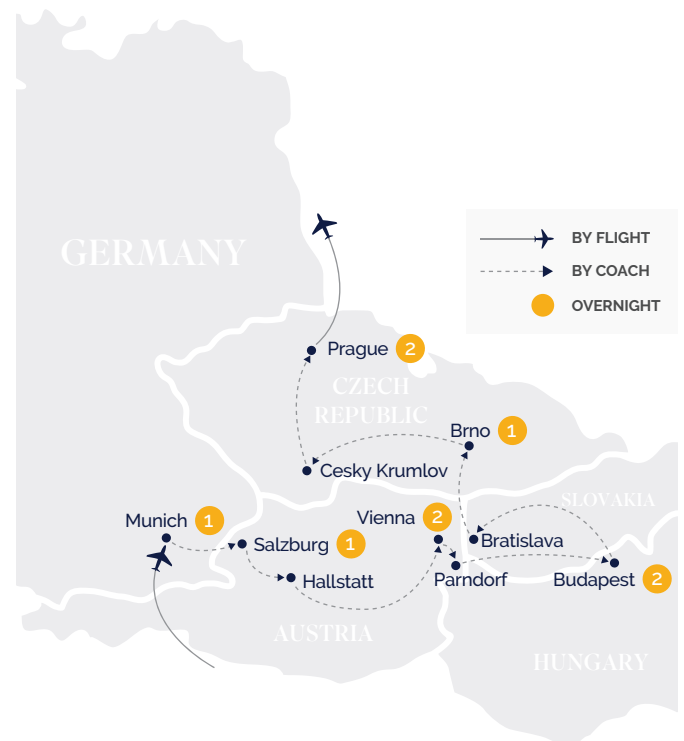 GERMANY
BY FLIGHT
BY COACH
OVERNIGHT
Prague 2
CZECH
REPUBLIC
Brno 1
Cesky Krumlov
SLOVAKIA
Munich 1
Vienna 2
Salzburg 1
Bratislava
Hallstatt
Parndorf
Budapest 2
AUSTRIA
HUNGARY